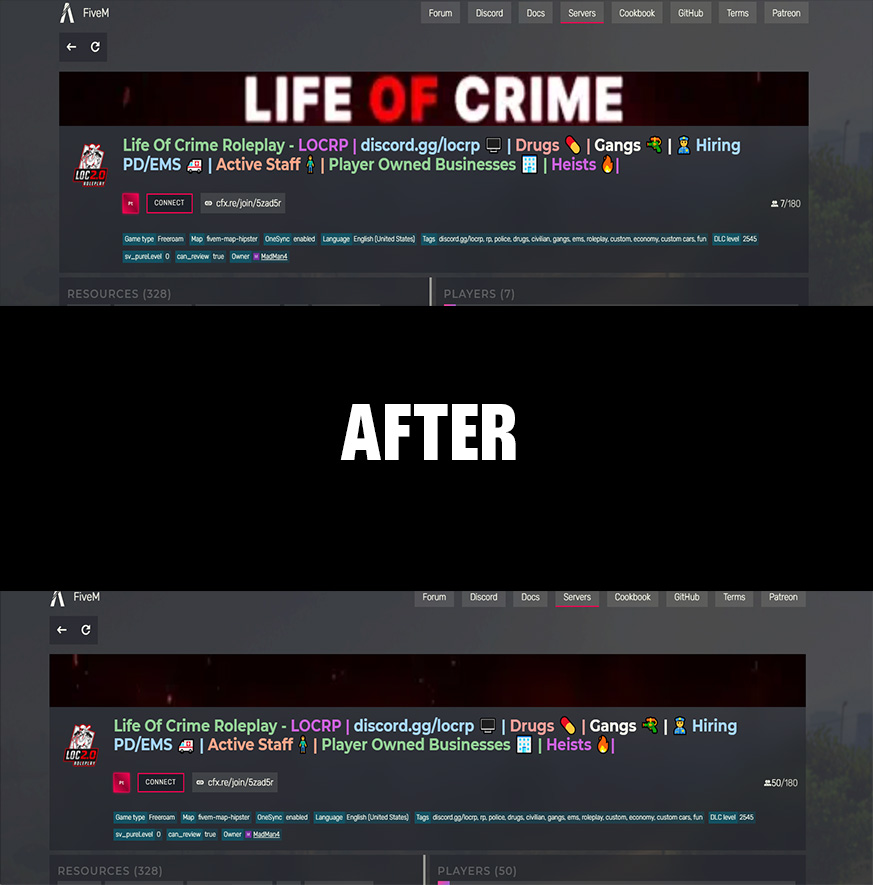 FiveM
Forum Discord Docs Servers Cookbook GitHub Terms Patreon
LIFE OF CRIME
Life Of Crime Roleplay - LOCRP | discord.gg/locrp 🖥️ | Drugs 💊 | Gangs 🔫 | 👮 Hiring
PD/EMS 🚑 | Active Staff 🧍 | Player Owned Businesses 🏢 | Heists 🔥|
LOC2.0
ROLEPLAY
Pt CONNECT cfx.re/join/5zad5r 7/180
Game type Freeroam Map fivem-map-hipster OneSync enabled Language English (United States) Tags discord.gg/locrp, rp, police, drugs, civilian, gangs, ems, roleplay, custom, economy, custom cars, fun DLC level 2545
sv_pureLevel 0 can_review true Owner MadMan4
RESOURCES (328) PLAYERS (7)
AFTER
FiveM
Forum Discord Docs Servers Cookbook GitHub Terms Patreon
Life Of Crime Roleplay - LOCRP | discord.gg/locrp 🖥️ | Drugs 💊 | Gangs 🔫 | 👮 Hiring
PD/EMS 🚑 | Active Staff 🧍 | Player Owned Businesses 🏢 | Heists 🔥|
LOC2.0
ROLEPLAY
Pt CONNECT cfx.re/join/5zad5r 50/180
Game type Freeroam Map fivem-map-hipster OneSync enabled Language English (United States) Tags discord.gg/locrp, rp, police, drugs, civilian, gangs, ems, roleplay, custom, economy, custom cars, fun DLC level 2545
sv_pureLevel 0 can_review true Owner MadMan4
RESOURCES (328) PLAYERS (50)